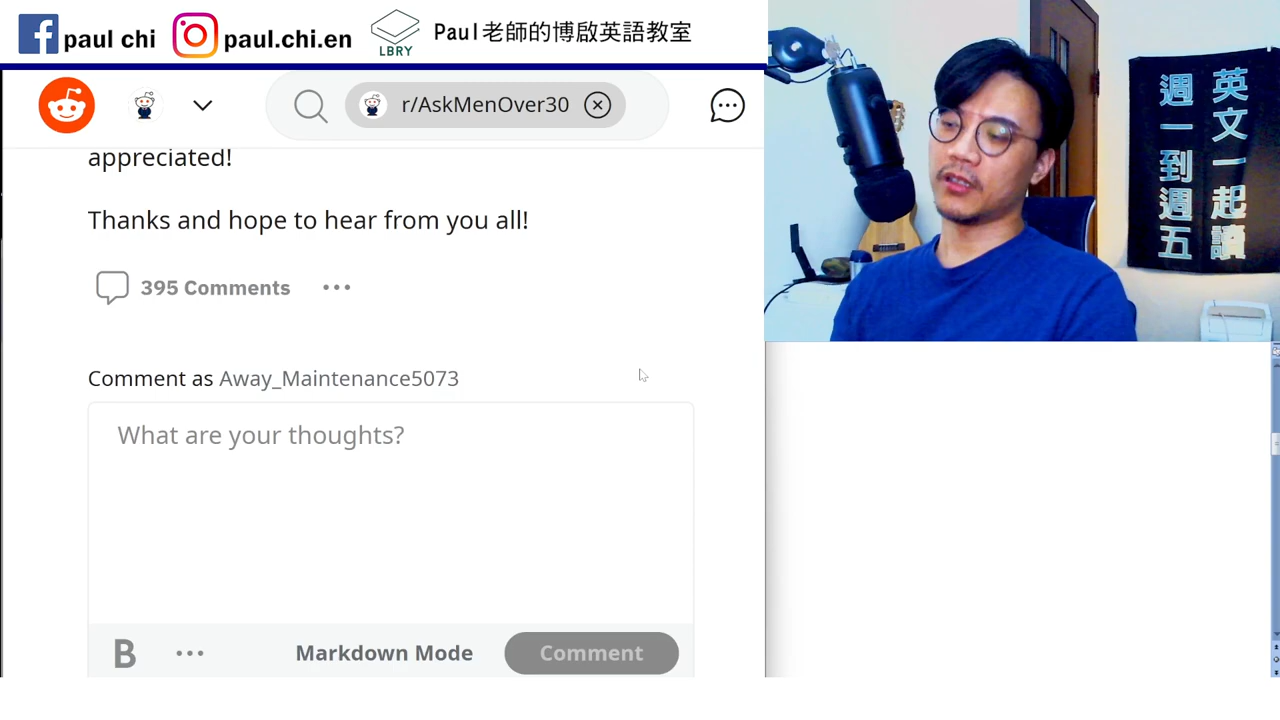 paul chi
paul.chi.en
LBRY
Paul老師的博啟英語教室
r/AskMenOver30
appreciated!
Thanks and hope to hear from you all!
395 Comments
Comment as Away_Maintenance5073
What are your thoughts?
B
Markdown Mode
Comment
英文一起讀
週一到週五